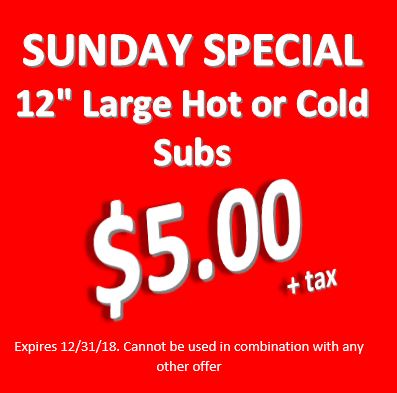 SUNDAY SPECIAL
12" Large Hot or Cold
Subs
$5.00
+ tax
Expires 12/31/18. Cannot be used in combination with any
other offer